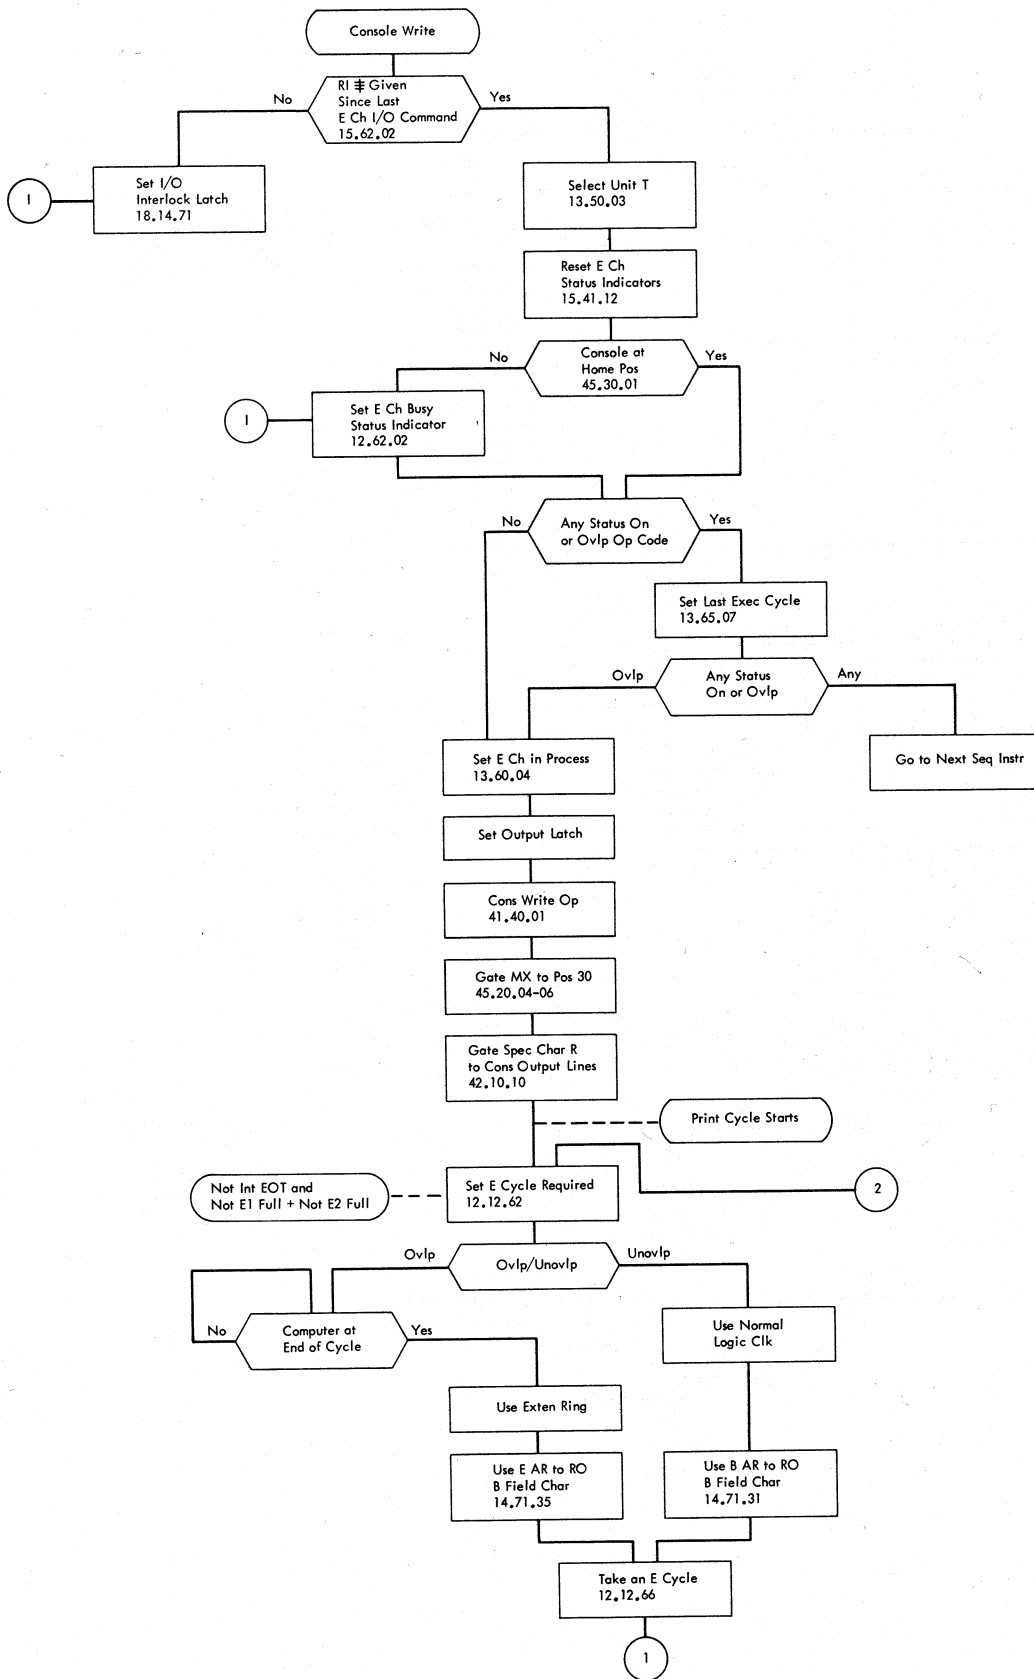 Console Write
RI ⧧ Given
Since Last
E Ch I/O Command
15.62.02
No
Yes
Set I/O
Interlock Latch
18.14.71
1
Select Unit T
13.50.03
Reset E Ch
Status Indicators
15.41.12
Console at
Home Pos
45.30.01
No
Yes
Set E Ch Busy
Status Indicator
12.62.02
1
Any Status On
or Ovlp Op Code
No
Yes
Set Last Exec Cycle
13.65.07
Any Status
On or Ovlp
Ovlp
Any
Go to Next Seq Instr
Set E Ch in Process
13.60.04
Set Output Latch
Cons Write Op
41.40.01
Gate MX to Pos 30
45.20.04-06
Gate Spec Char R
to Cons Output Lines
42.10.10
Print Cycle Starts
Not Int EOT and
Not E1 Full + Not E2 Full
Set E Cycle Required
12.12.62
2
Ovlp
Ovlp/Unovlp
Unovlp
No
Computer at
End of Cycle
Yes
Use Normal
Logic Clk
Use Exten Ring
Use E AR to RO
B Field Char
14.71.35
Use B AR to RO
B Field Char
14.71.31
Take an E Cycle
12.12.66
1